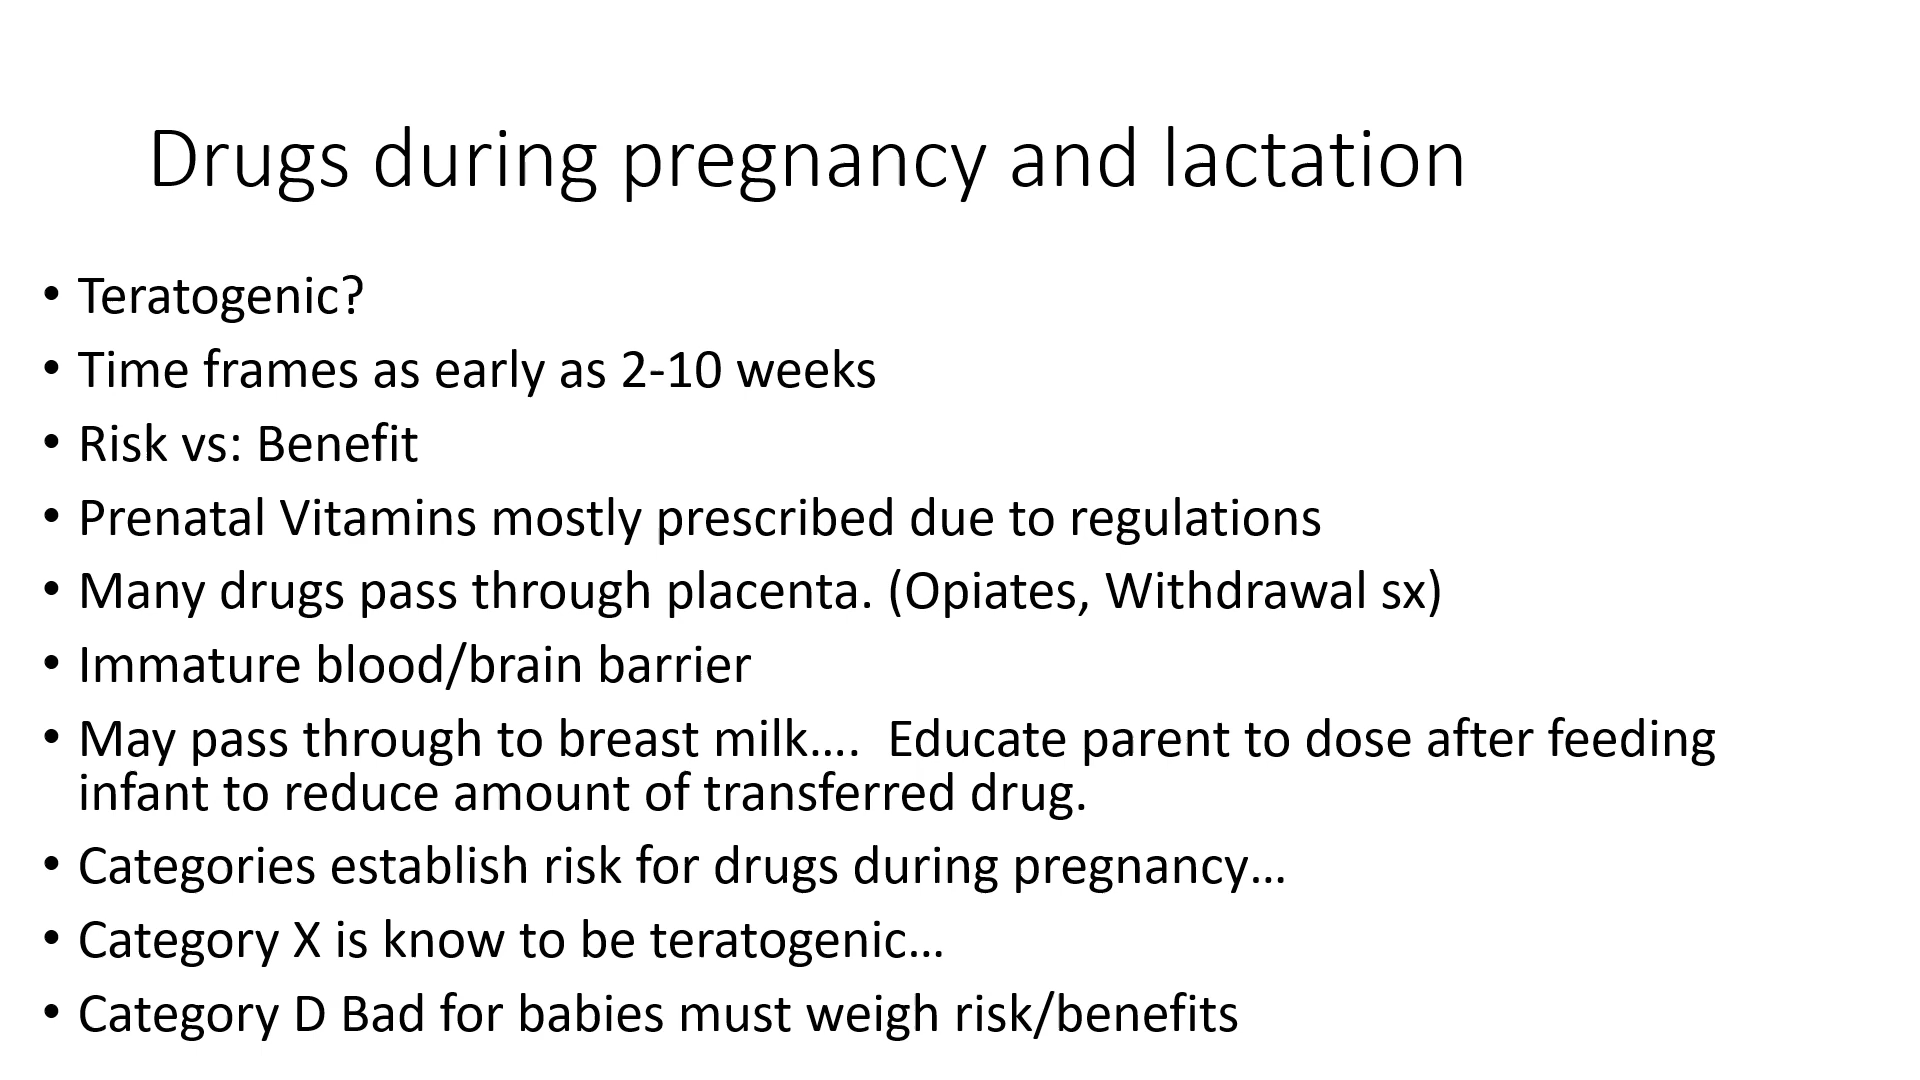 Drugs during pregnancy and lactation
• Teratogenic?
• Time frames as early as 2-10 weeks
• Risk vs: Benefit
• Prenatal Vitamins mostly prescribed due to regulations
• Many drugs pass through placenta. (Opiates, Withdrawal sx)
• Immature blood/brain barrier
• May pass through to breast milk….  Educate parent to dose after feeding
infant to reduce amount of transferred drug.
• Categories establish risk for drugs during pregnancy…
• Category X is know to be teratogenic…
• Category D Bad for babies must weigh risk/benefits